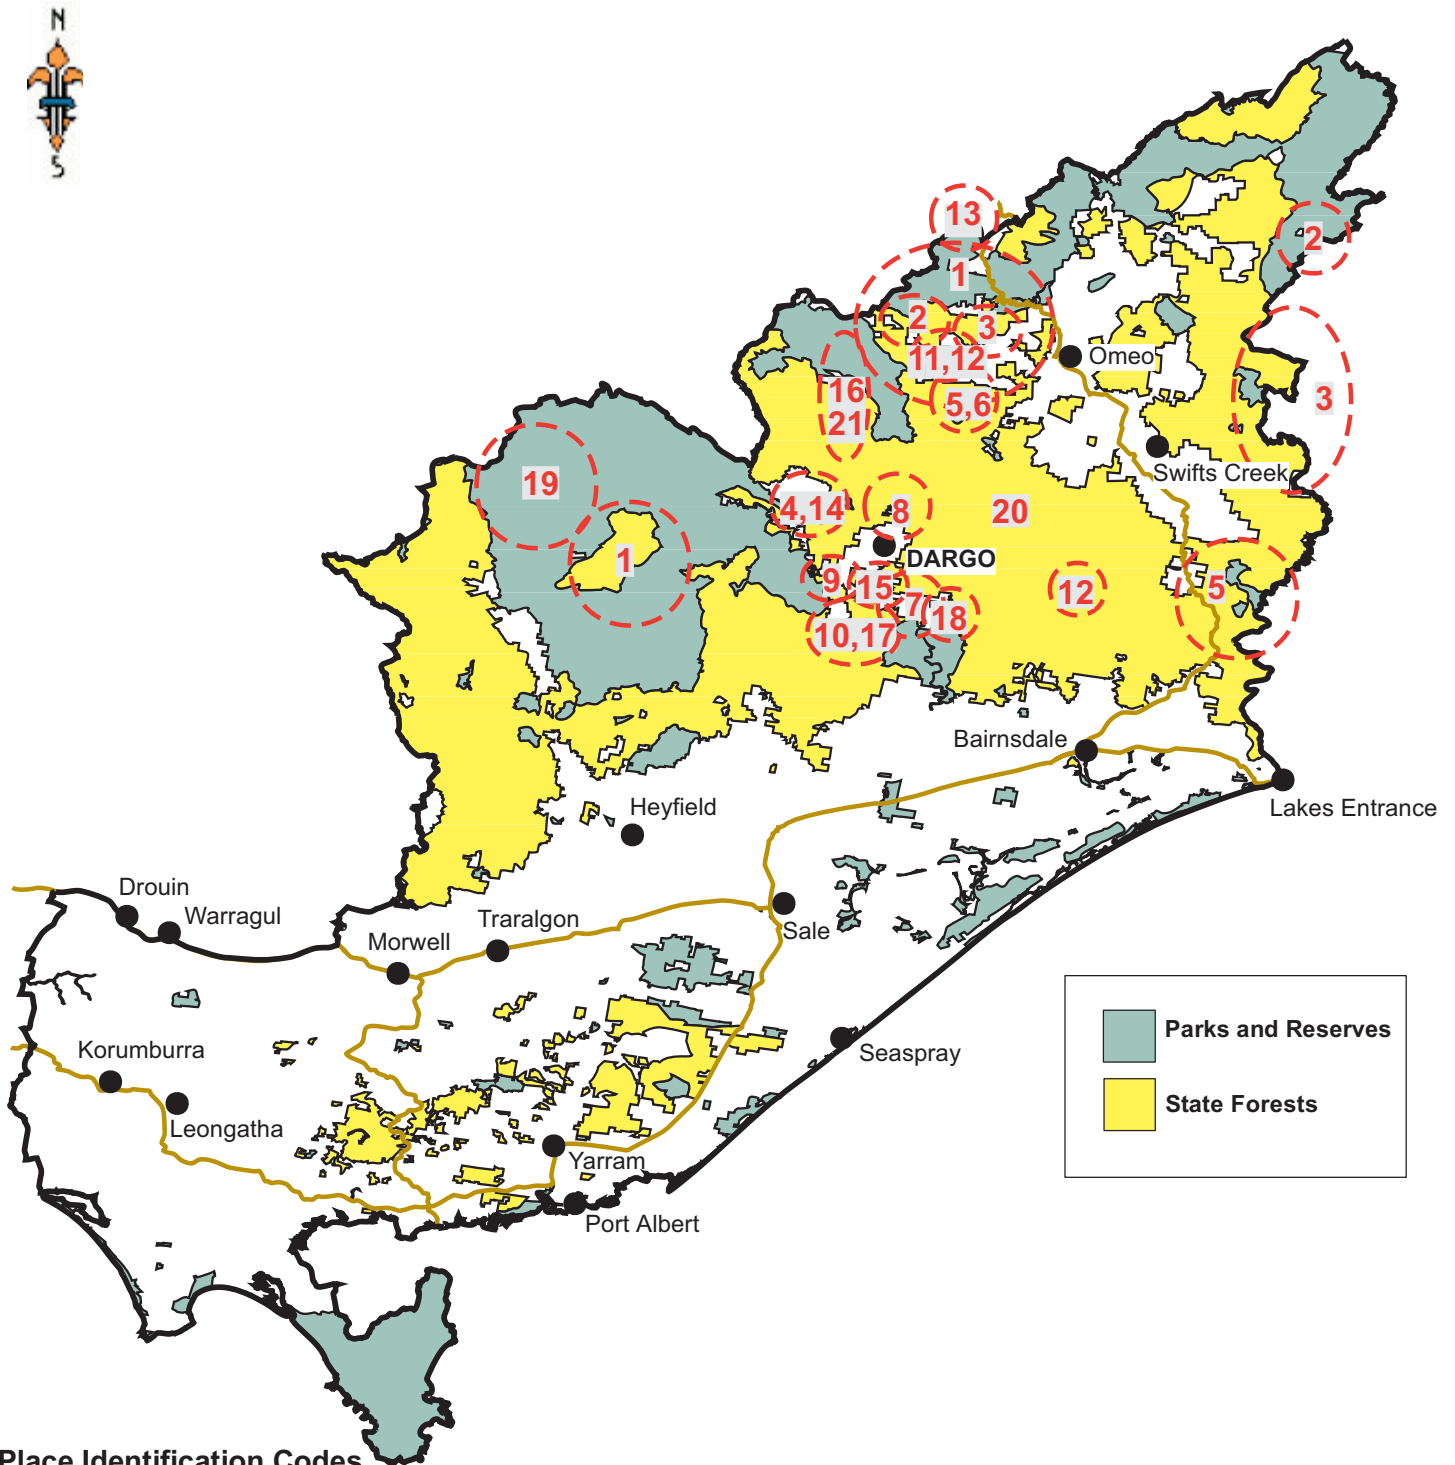 N
S
13
2
1
2
3
11,12
Omeo
16
21
5,6
3
Swifts Creek
19
4,14
8
20
1
DARGO
9
15
7
18
12
5
10,17
Bairnsdale
Lakes Entrance
Heyfield
Drouin
Warragul
Traralgon
Morwell
Sale
Parks and Reserves
Seaspray
Korumburra
State Forests
Leongatha
Yarram
Port Albert
Place Identification Codes